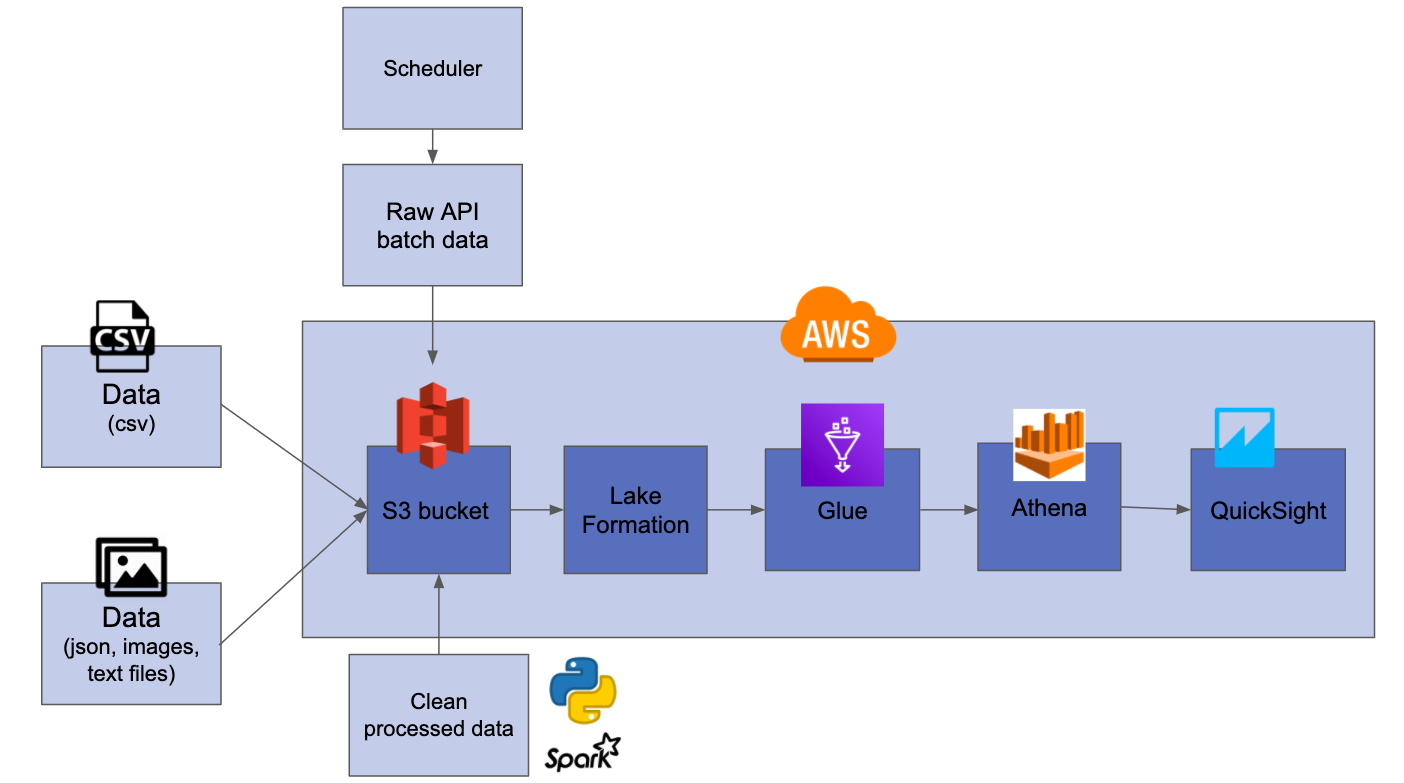 Scheduler
Raw API
batch data
CSV
Data
(csv)
AWS
S3 bucket
Lake
Formation
Glue
Athena
QuickSight
Data
(json, images,
text files)
Clean
processed data
Spark